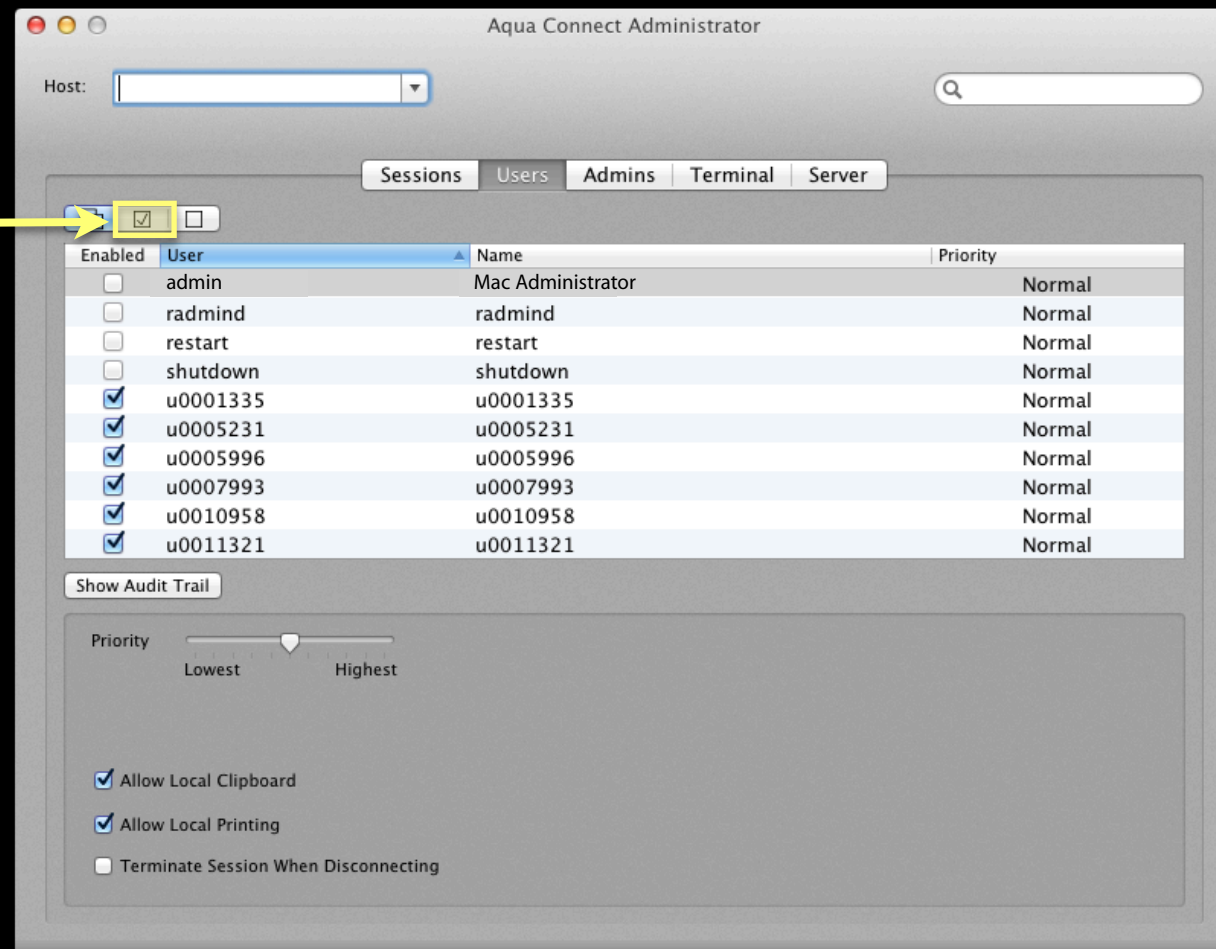 Aqua Connect Administrator
Host:
Sessions Users Admins Terminal Server
Enabled User Name Priority
admin Mac Administrator Normal
radmind radmind Normal
restart restart Normal
shutdown shutdown Normal
u0001335 u0001335 Normal
u0005231 u0005231 Normal
u0005996 u0005996 Normal
u0007993 u0007993 Normal
u0010958 u0010958 Normal
u0011321 u0011321 Normal
Show Audit Trail
Priority
Lowest Highest
Allow Local Clipboard
Allow Local Printing
Terminate Session When Disconnecting